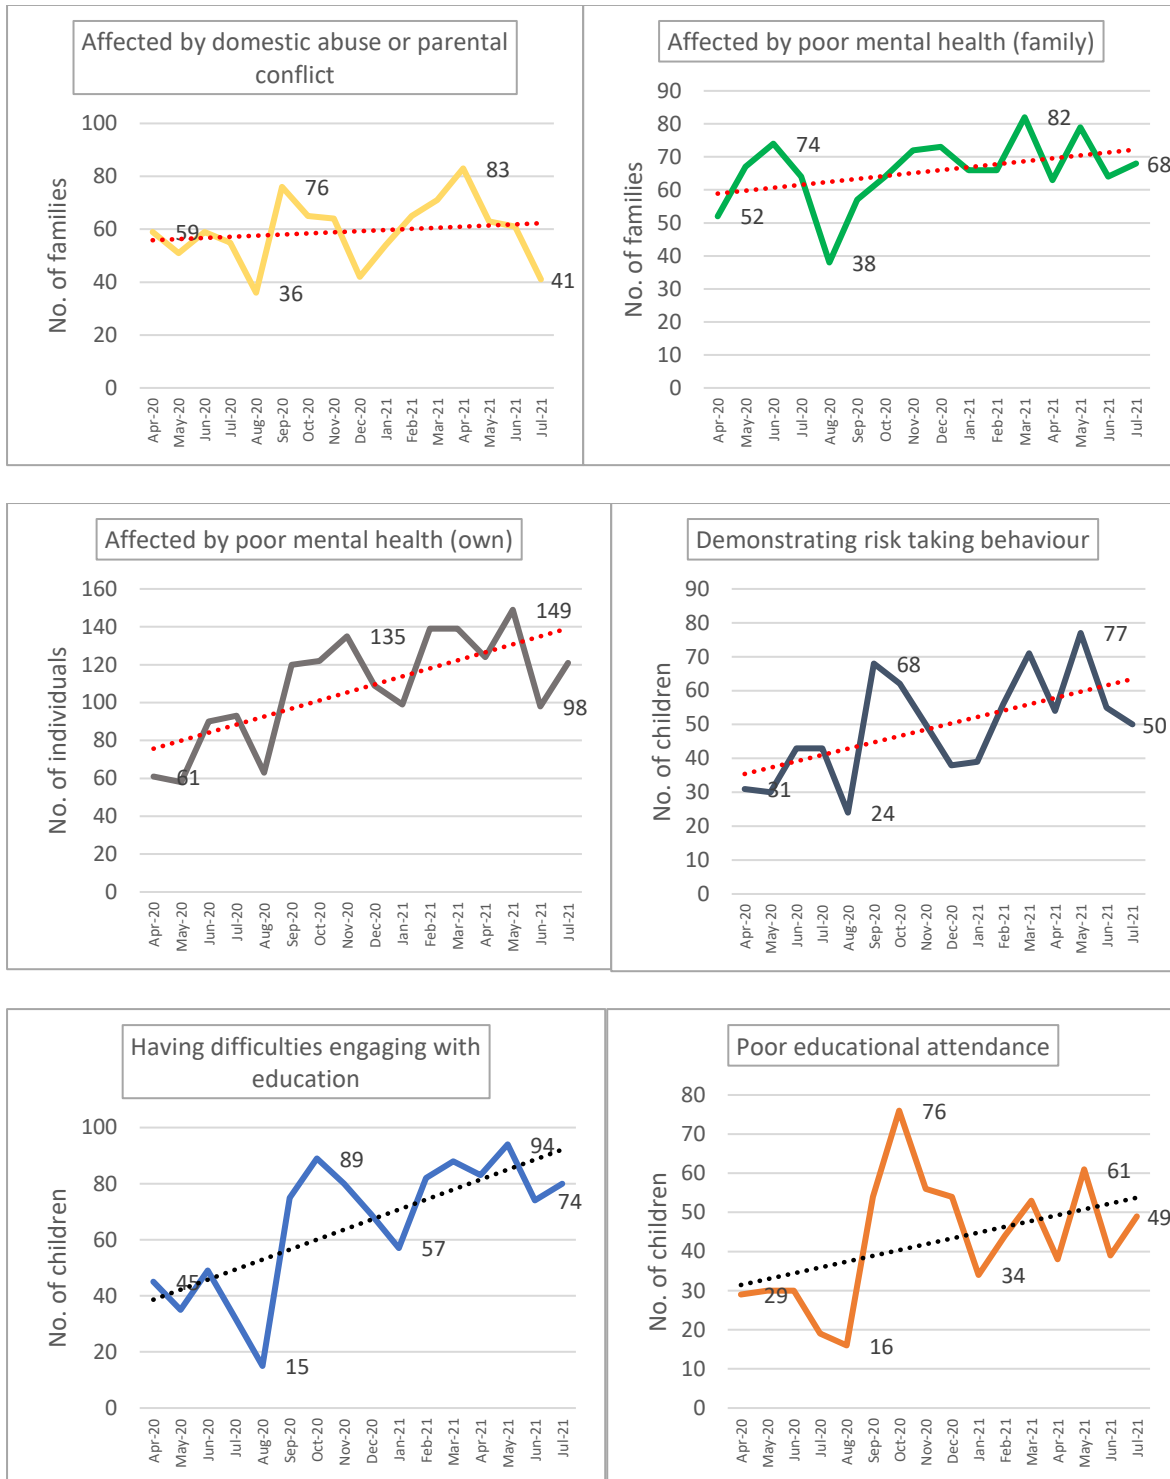 Affected by domestic abuse or parental
conflict
No. of families
100
80
60
40
20
0
59
36
76
83
41
Apr-20
May-20
Jun-20
Jul-20
Aug-20
Sep-20
Oct-20
Nov-20
Dec-20
Jan-21
Feb-21
Mar-21
Apr-21
May-21
Jun-21
Jul-21
Affected by poor mental health (family)
No. of families
90
80
70
60
50
40
30
20
10
0
52
74
38
82
68
Apr-20
May-20
Jun-20
Jul-20
Aug-20
Sep-20
Oct-20
Nov-20
Dec-20
Jan-21
Feb-21
Mar-21
Apr-21
May-21
Jun-21
Jul-21
Affected by poor mental health (own)
No. of individuals
160
140
120
100
80
60
40
20
0
61
135
149
98
Apr-20
May-20
Jun-20
Jul-20
Aug-20
Sep-20
Oct-20
Nov-20
Dec-20
Jan-21
Feb-21
Mar-21
Apr-21
May-21
Jun-21
Jul-21
Demonstrating risk taking behaviour
No. of children
90
80
70
60
50
40
30
20
10
0
31
24
68
77
50
Apr-20
May-20
Jun-20
Jul-20
Aug-20
Sep-20
Oct-20
Nov-20
Dec-20
Jan-21
Feb-21
Mar-21
Apr-21
May-21
Jun-21
Jul-21
Having difficulties engaging with
education
No. of children
100
80
60
40
20
0
45
15
89
57
94
74
Apr-20
May-20
Jun-20
Jul-20
Aug-20
Sep-20
Oct-20
Nov-20
Dec-20
Jan-21
Feb-21
Mar-21
Apr-21
May-21
Jun-21
Jul-21
Poor educational attendance
No. of children
80
70
60
50
40
30
20
10
0
29
16
76
34
61
49
Apr-20
May-20
Jun-20
Jul-20
Aug-20
Sep-20
Oct-20
Nov-20
Dec-20
Jan-21
Feb-21
Mar-21
Apr-21
May-21
Jun-21
Jul-21